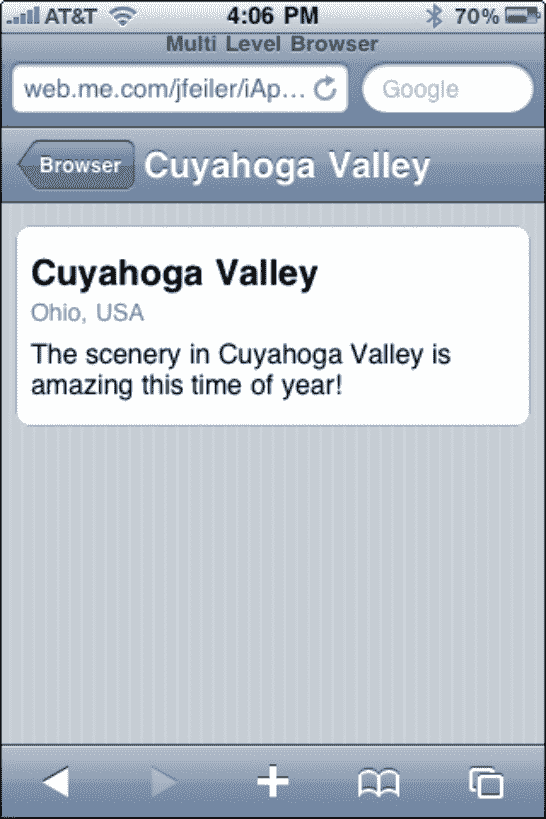 AT&T 4:06 PM 70%
Multi Level Browser
web.me.com/jfeiler/iAp... Google
Browser Cuyahoga Valley
Cuyahoga Valley
Ohio, USA
The scenery in Cuyahoga Valley is
amazing this time of year!